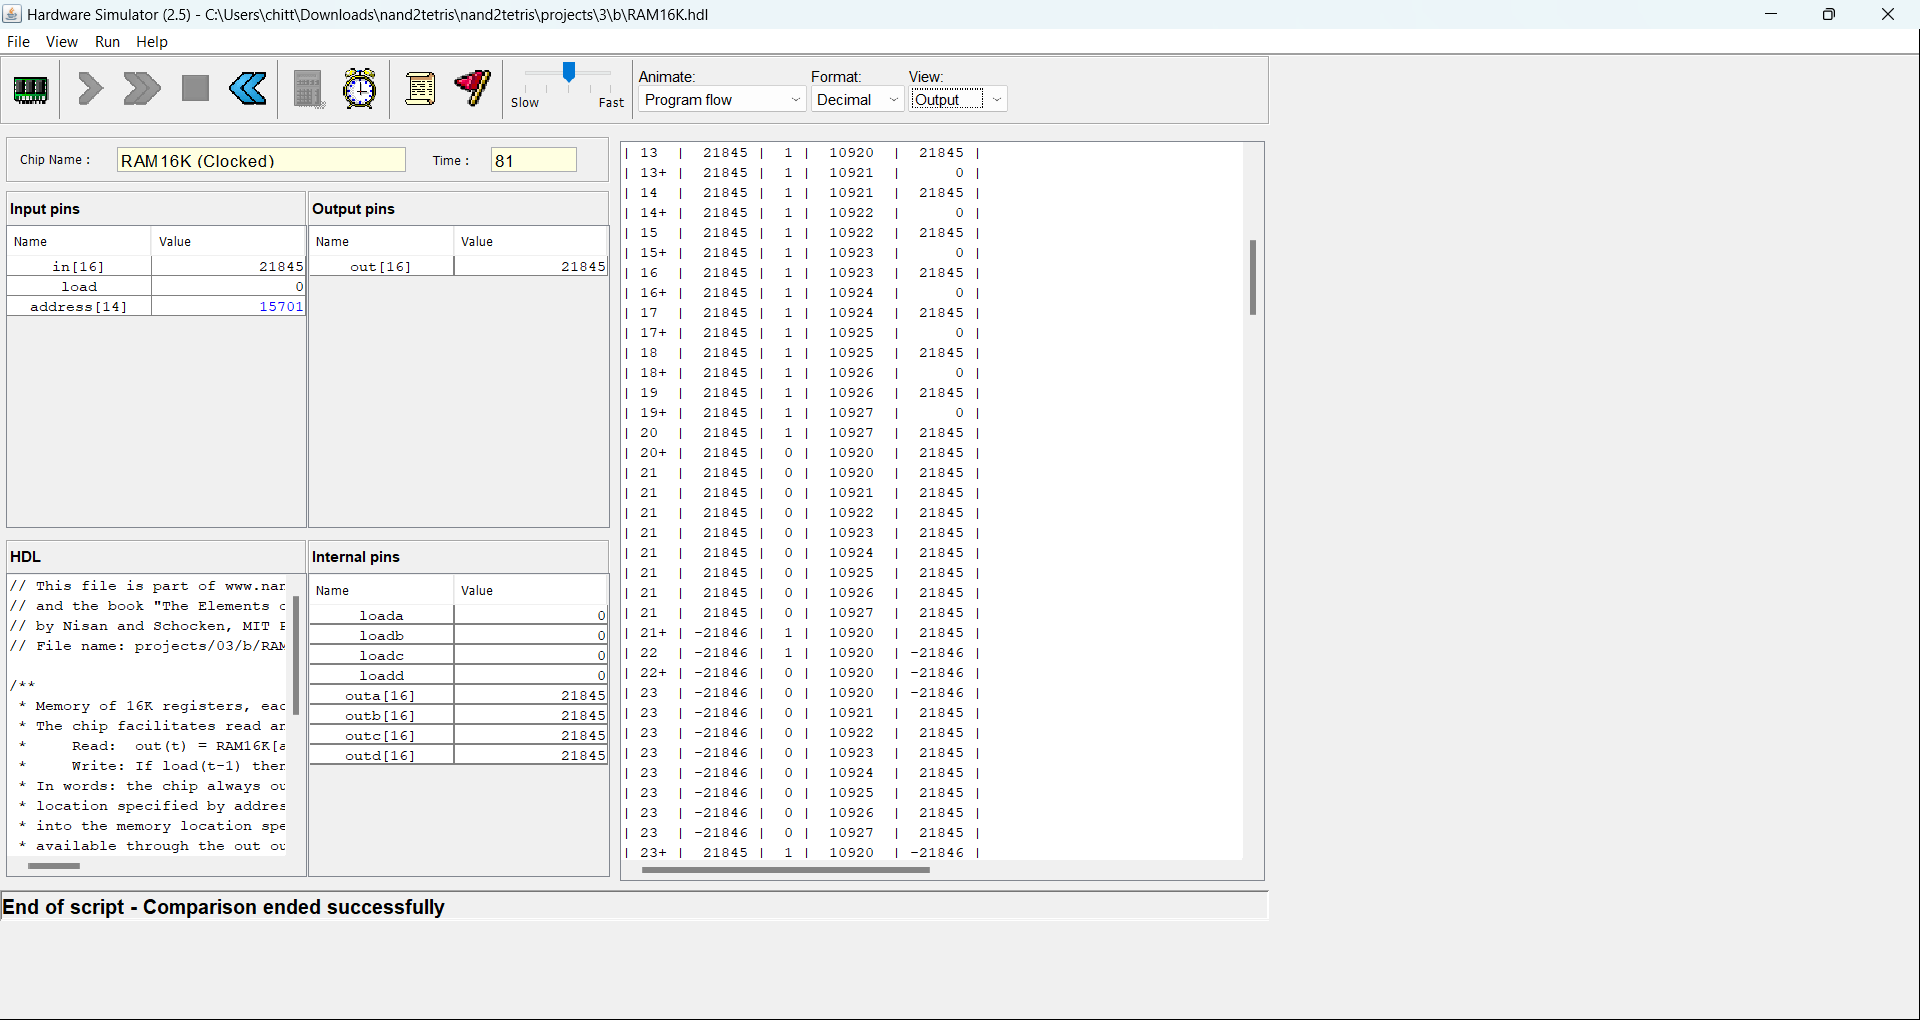 Hardware Simulator (2.5) - C:\Users\chitt\Downloads\nand2tetris\nand2tetris\projects\3\b\RAM16K.hdl
File View Run Help
Slow Fast
Animate: Format: View:
Program flow Decimal Output
Chip Name : RAM16K (Clocked) Time : 81
Input pins
Name Value
in[16] 21845
load 0
address[14] 15701
Output pins
Name Value
out[16] 21845
HDL
// This file is part of www.nan
// and the book "The Elements o
// by Nisan and Schocken, MIT P
// File name: projects/03/b/RAM
/**
* Memory of 16K registers, eac
* The chip facilitates read an
* Read: out(t) = RAM16K[a
* Write: If load(t-1) then
* In words: the chip always ou
* location specified by addres
* into the memory location spe
* available through the out ou
Internal pins
Name Value
loada 0
loadb 0
loadc 0
loadd 0
outa[16] 21845
outb[16] 21845
outc[16] 21845
outd[16] 21845
| 13 | 21845 | 1 | 10920 | 21845 |
| 13+ | 21845 | 1 | 10921 | 0 |
| 14 | 21845 | 1 | 10921 | 21845 |
| 14+ | 21845 | 1 | 10922 | 0 |
| 15 | 21845 | 1 | 10922 | 21845 |
| 15+ | 21845 | 1 | 10923 | 0 |
| 16 | 21845 | 1 | 10923 | 21845 |
| 16+ | 21845 | 1 | 10924 | 0 |
| 17 | 21845 | 1 | 10924 | 21845 |
| 17+ | 21845 | 1 | 10925 | 0 |
| 18 | 21845 | 1 | 10925 | 21845 |
| 18+ | 21845 | 1 | 10926 | 0 |
| 19 | 21845 | 1 | 10926 | 21845 |
| 19+ | 21845 | 1 | 10927 | 0 |
| 20 | 21845 | 1 | 10927 | 21845 |
| 20+ | 21845 | 0 | 10920 | 21845 |
| 21 | 21845 | 0 | 10920 | 21845 |
| 21 | 21845 | 0 | 10921 | 21845 |
| 21 | 21845 | 0 | 10922 | 21845 |
| 21 | 21845 | 0 | 10923 | 21845 |
| 21 | 21845 | 0 | 10924 | 21845 |
| 21 | 21845 | 0 | 10925 | 21845 |
| 21 | 21845 | 0 | 10926 | 21845 |
| 21 | 21845 | 0 | 10927 | 21845 |
| 21+ | -21846 | 1 | 10920 | 21845 |
| 22 | -21846 | 1 | 10920 | -21846 |
| 22+ | -21846 | 0 | 10920 | -21846 |
| 23 | -21846 | 0 | 10920 | -21846 |
| 23 | -21846 | 0 | 10921 | 21845 |
| 23 | -21846 | 0 | 10922 | 21845 |
| 23 | -21846 | 0 | 10923 | 21845 |
| 23 | -21846 | 0 | 10924 | 21845 |
| 23 | -21846 | 0 | 10925 | 21845 |
| 23 | -21846 | 0 | 10926 | 21845 |
| 23 | -21846 | 0 | 10927 | 21845 |
| 23+ | 21845 | 1 | 10920 | -21846 |
End of script - Comparison ended successfully